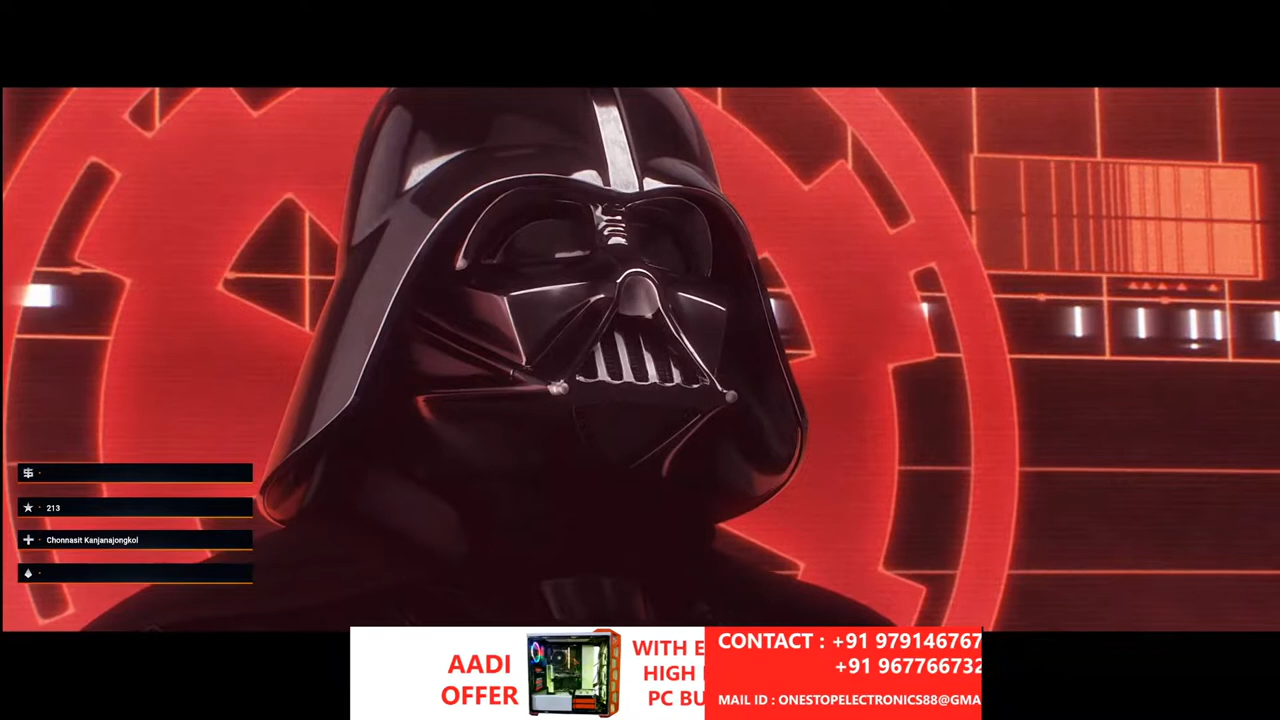 213
Chonnasit Kanjanajongkol
AADI
OFFER
WITH E
HIGH
PC BU
CONTACT : +91 979146767
+91 967766732
MAIL ID : ONESTOPELECTRONICS88@GMA